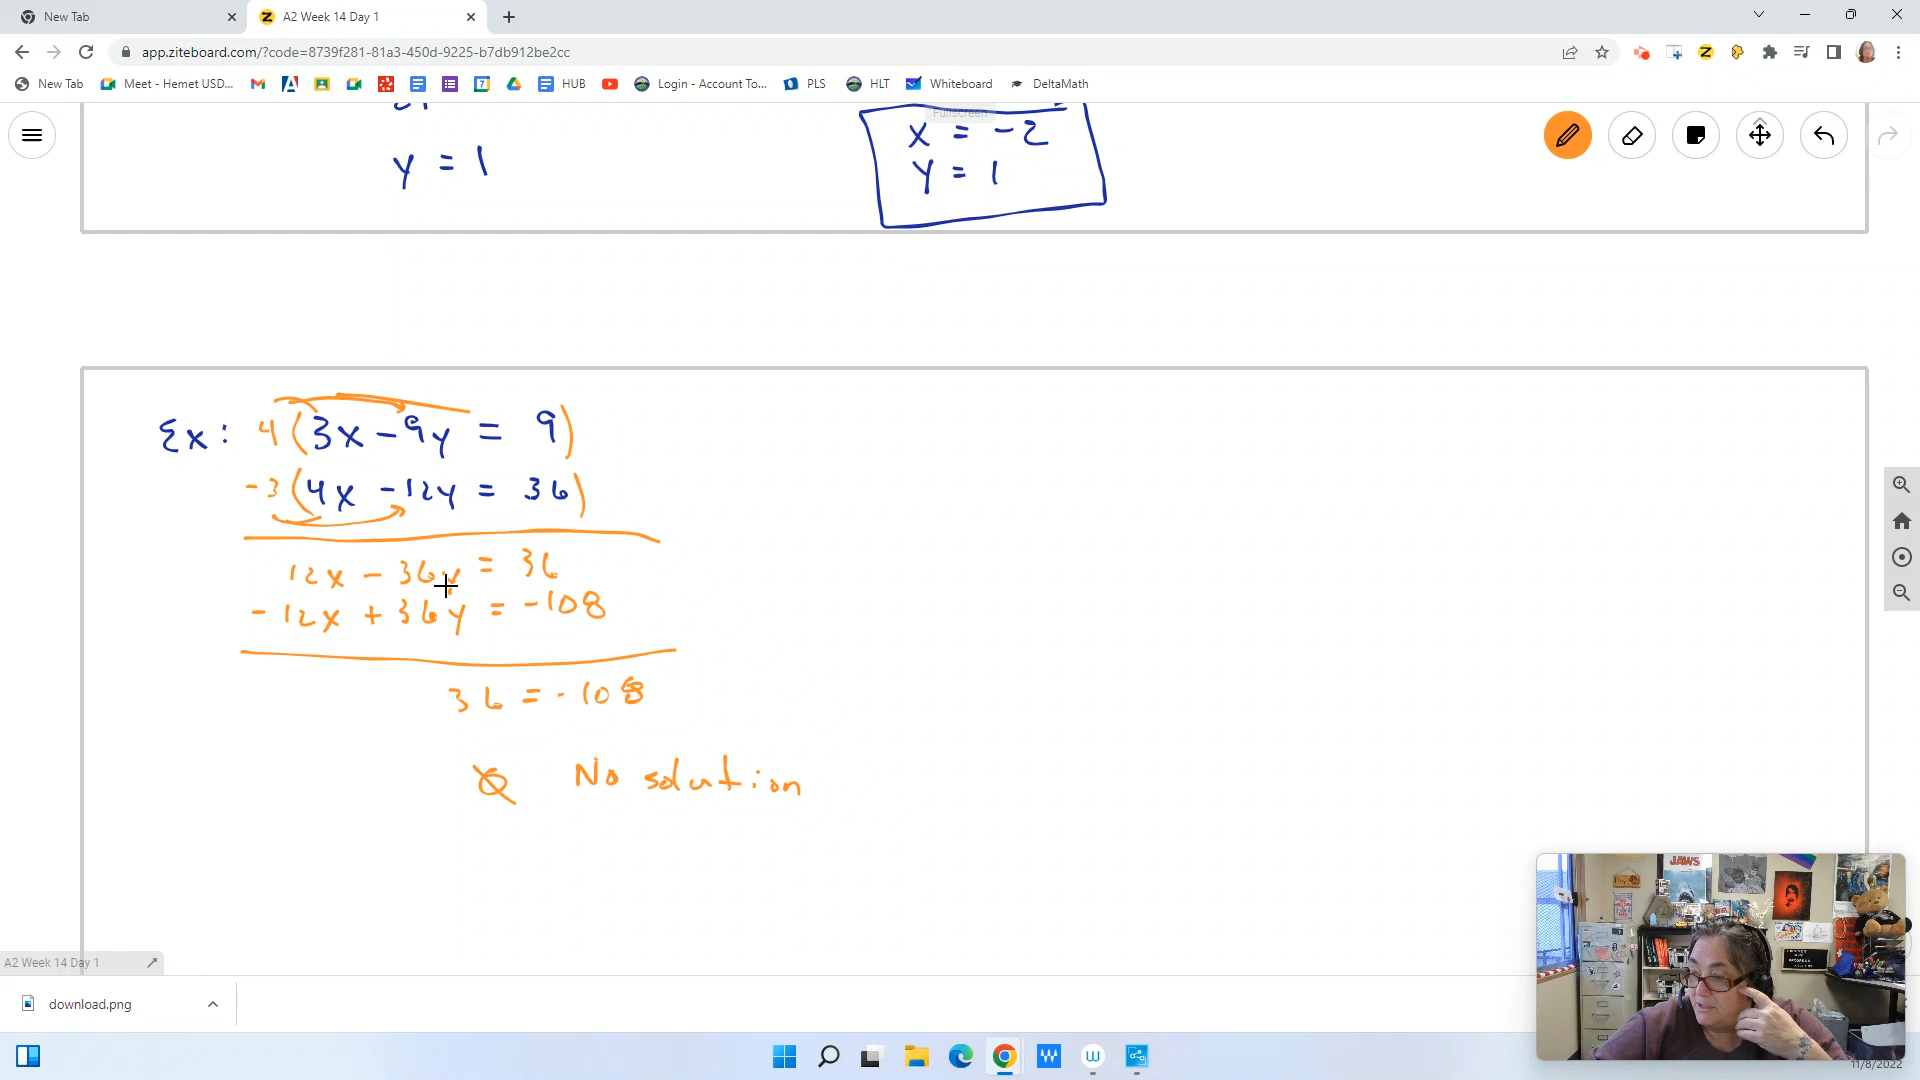 New Tab
A2 Week 14 Day 1
app.ziteboard.com/?code=8739f281-81a3-450d-9225-b7db912be2cc
New Tab Meet - Hemet USD... HUB Login - Account To... PLS HLT Whiteboard DeltaMath
Fullscreen
y = 1
x = -2
y = 1
Ex: 4(3x - 9y = 9)
-3(4x - 12y = 36)
12x - 36y = 36
-12x + 36y = -108
36 = -108
Ø No solution
A2 Week 14 Day 1
download.png
JAWS
11/8/2022